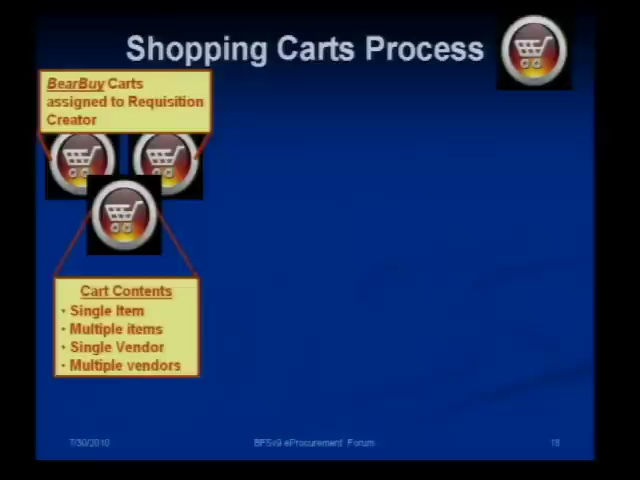 Shopping Carts Process
BearBuy Carts
assigned to Requisition
Creator
Cart Contents
• Single Item
• Multiple items
• Single Vendor
• Multiple vendors
7/30/2010
BFSv9 eProcurement Forum
18